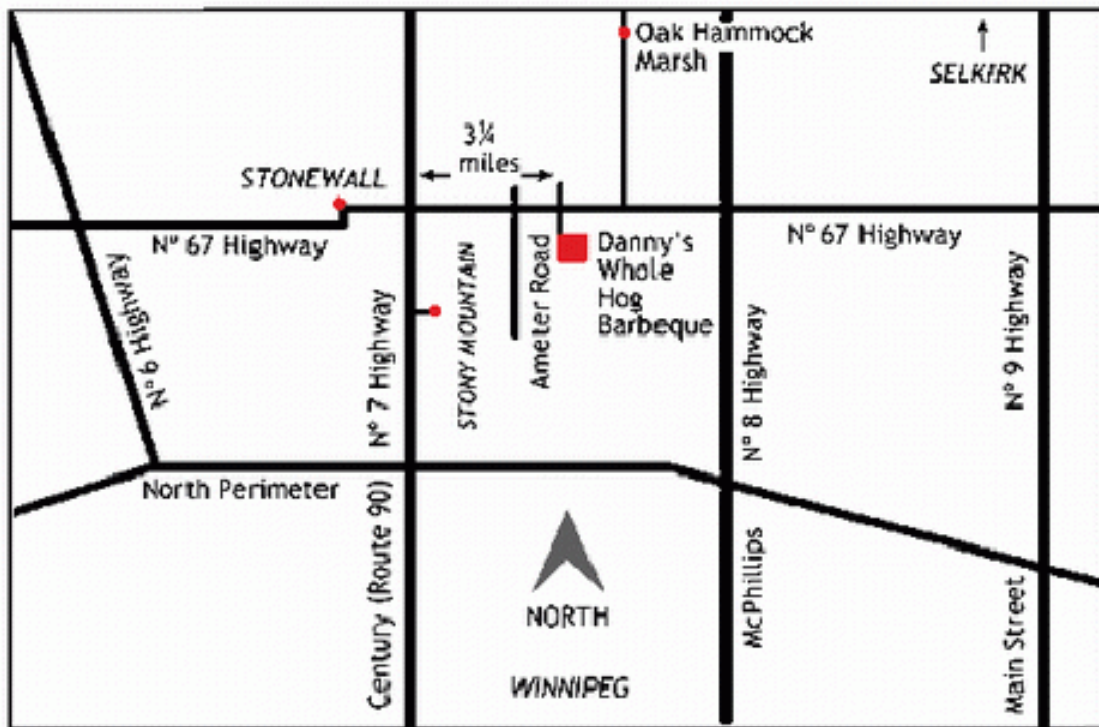 Oak Hammock
Marsh
SELKIRK
3¼
miles
STONEWALL
Nº 67 Highway
Nº 67 Highway
Danny's
Whole
Hog
Barbeque
Nº 6 Highway
Nº 7 Highway
STONY MOUNTAIN
Ameter Road
Nº 8 Highway
Nº 9 Highway
North Perimeter
Century (Route 90)
NORTH
McPhillips
Main Street
WINNIPEG